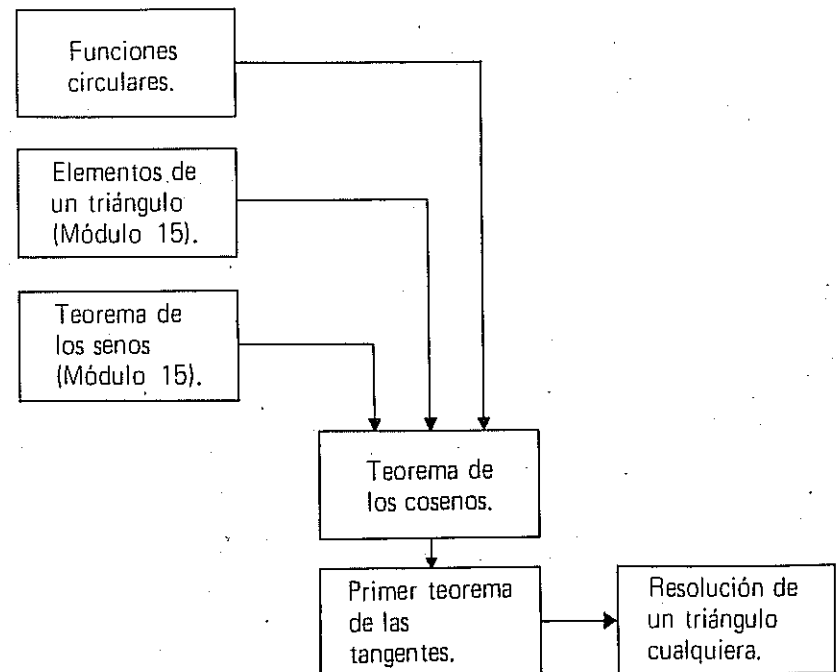 Funciones
circulares.
Elementos de
un triángulo
(Módulo 15).
Teorema de
los senos
(Módulo 15).
Teorema de
los cosenos.
Primer teorema
de las
tangentes.
Resolución de
un triángulo
cualquiera.